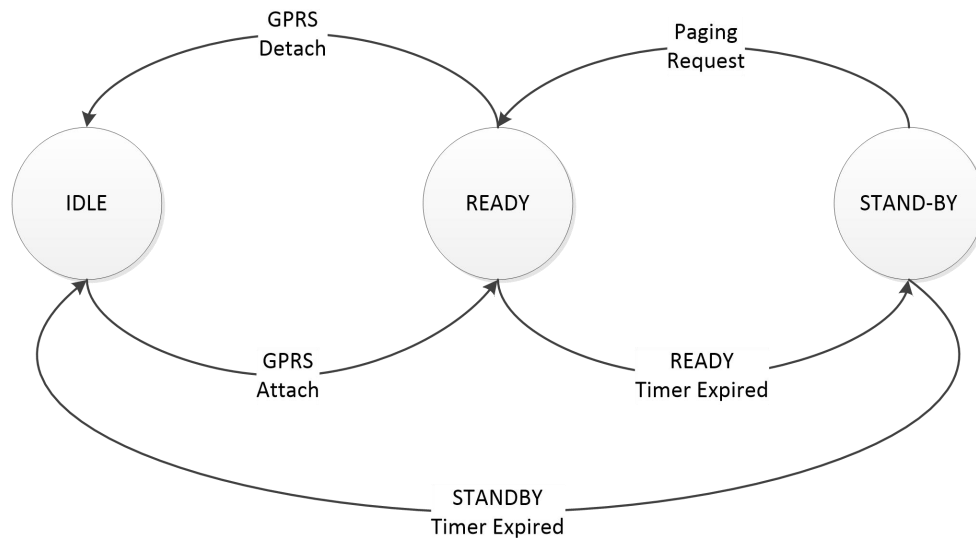 GPRS
Detach
Paging
Request
IDLE
READY
STAND-BY
GPRS
Attach
READY
Timer Expired
STANDBY
Timer Expired